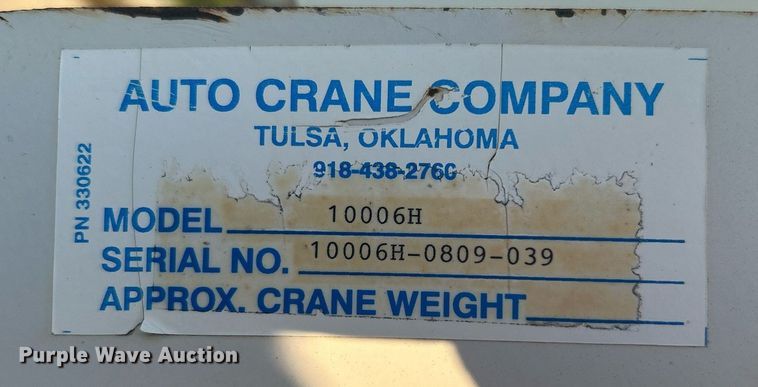 AUTO CRANE COMPANY
TULSA, OKLAHOMA
918-438-2760
PN 330622
MODEL 10006H
SERIAL NO. 10006H-0809-039
APPROX. CRANE WEIGHT
Purple Wave Auction